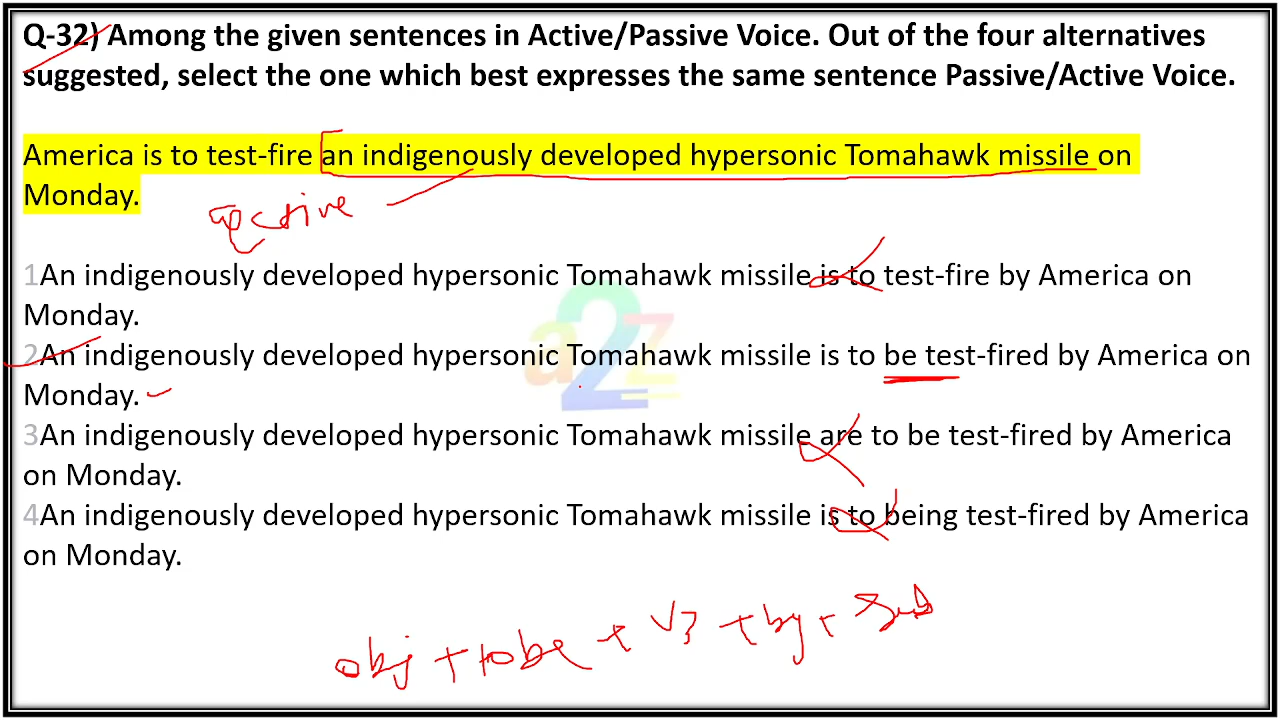 Q-32) Among the given sentences in Active/Passive Voice. Out of the four alternatives
suggested, select the one which best expresses the same sentence Passive/Active Voice.
America is to test-fire an indigenously developed hypersonic Tomahawk missile on
Monday.
1An indigenously developed hypersonic Tomahawk missile is to test-fire by America on
Monday.
2An indigenously developed hypersonic Tomahawk missile is to be test-fired by America on
Monday.
a2z
3An indigenously developed hypersonic Tomahawk missile are to be test-fired by America
on Monday.
4An indigenously developed hypersonic Tomahawk missile is to being test-fired by America
on Monday.
obj + to be + V3 + by + sub